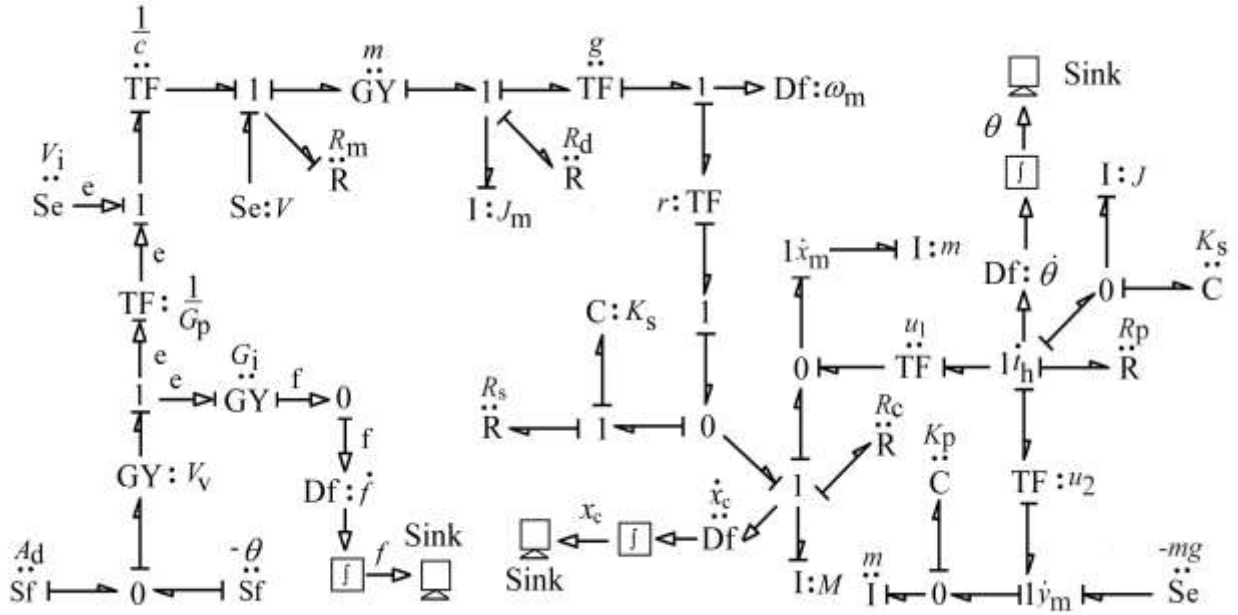 1/c m g
TF 1 GY 1 TF 1 Df:ωm Sink
Vi Rm Rd θ
Se e 1 Se:V R̈ I:Jm R ∫ I:J
e r:TF
1ẋm I:m Df:θ̇ 0 Ks C
TF: 1/Gp C:Ks 1
e Gi u1 Rp
1 e GY f 0 0 TF 1ṫh R
Rs R 1 0 Rc R Kp C
f
GY:Vv Df:ḟ 1 TF:u2
xc ẋc
Sink ∫ Df
Ad -θ Sink m -mg
Sf 0 Sf ∫ f Sink I:M I 0 1ẏm Se